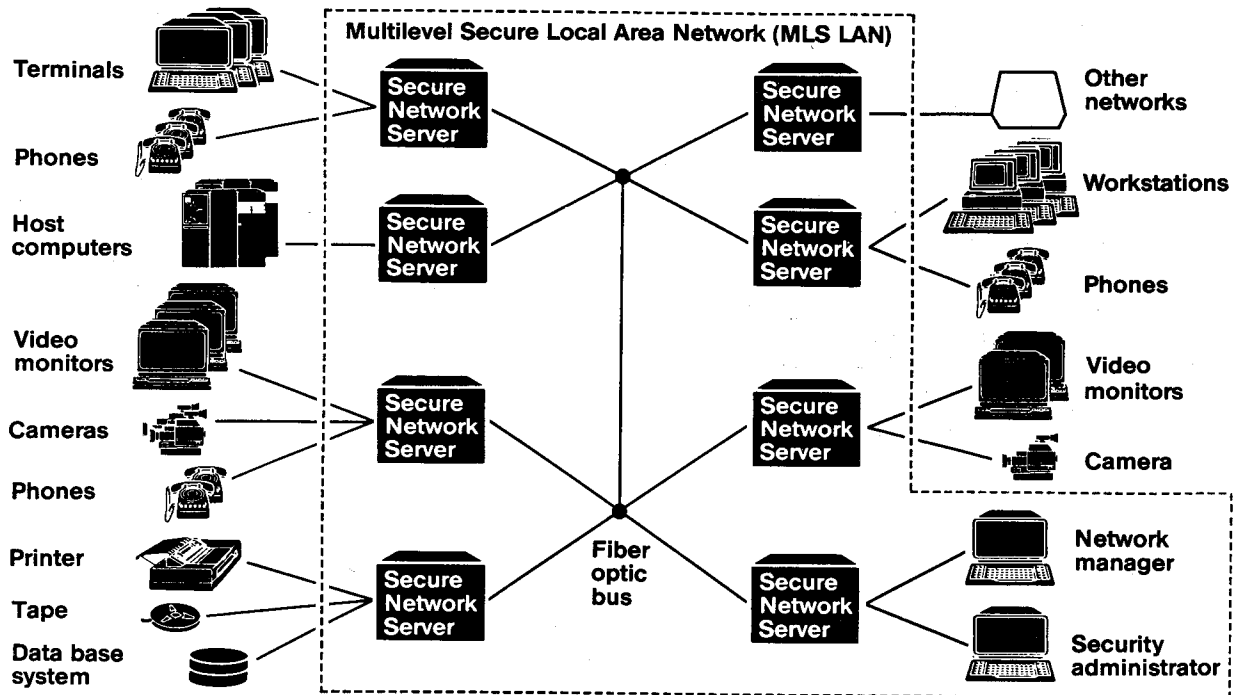 Multilevel Secure Local Area Network (MLS LAN)
Terminals
Phones
Host
computers
Video
monitors
Cameras
Phones
Printer
Tape
Data base
system
Secure
Network
Server
Secure
Network
Server
Secure
Network
Server
Secure
Network
Server
Fiber
optic
bus
Secure
Network
Server
Secure
Network
Server
Secure
Network
Server
Secure
Network
Server
Other
networks
Workstations
Phones
Video
monitors
Camera
Network
manager
Security
administrator